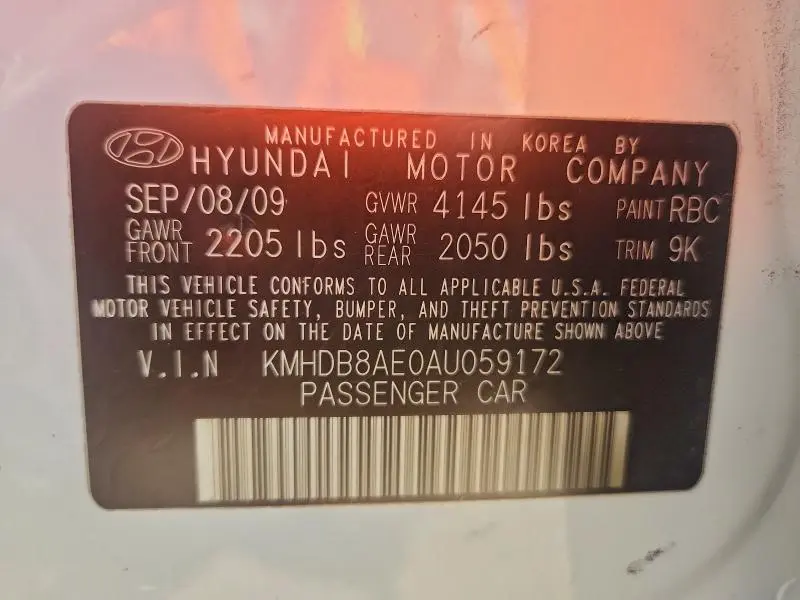 MANUFACTURED IN KOREA BY
HYUNDAI MOTOR COMPANY
SEP/08/09 GVWR 4145 lbs PAINT RBC
GAWR FRONT 2205 lbs GAWR REAR 2050 lbs TRIM 9K
THIS VEHICLE CONFORMS TO ALL APPLICABLE U.S.A. FEDERAL
MOTOR VEHICLE SAFETY, BUMPER, AND THEFT PREVENTION STANDARDS
IN EFFECT ON THE DATE OF MANUFACTURE SHOWN ABOVE
V.I.N KMHDB8AE0AU059172
PASSENGER CAR